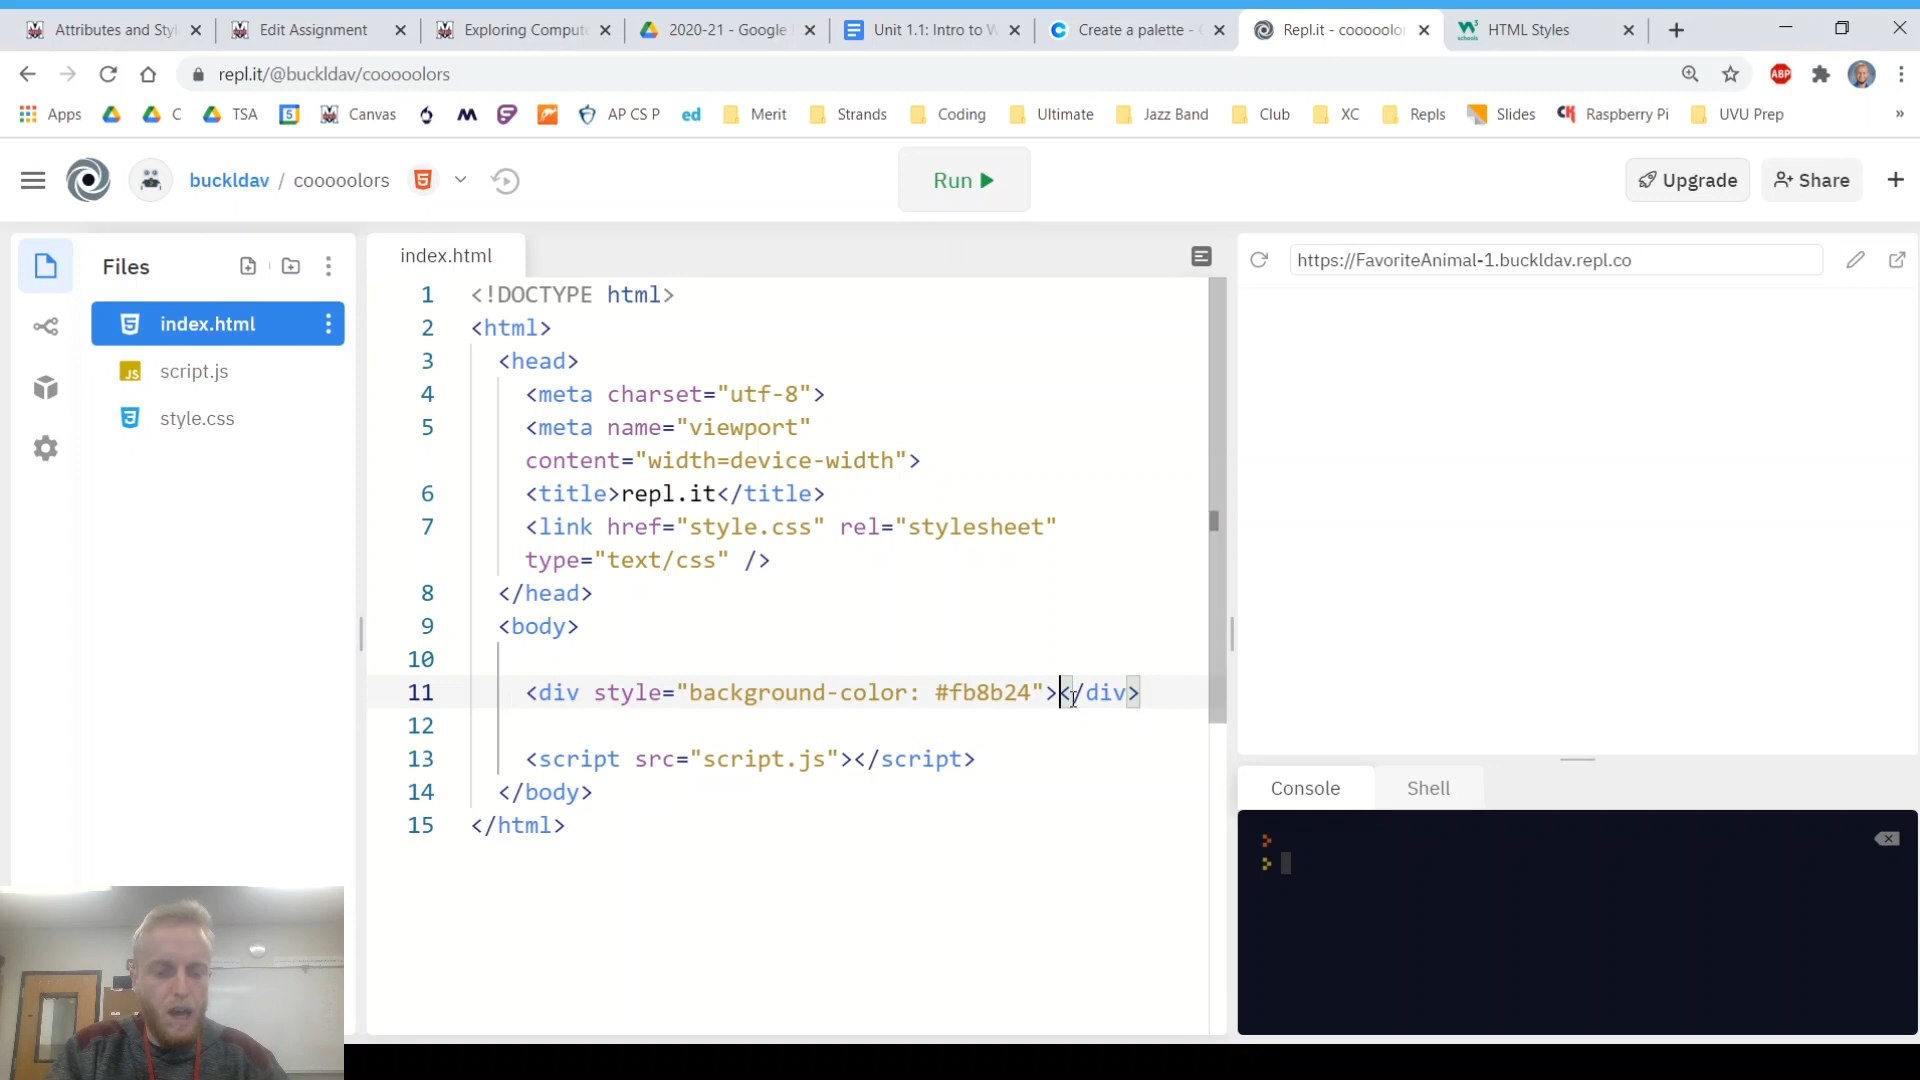 Attributes and Sty
Edit Assignment
Exploring Comput
2020-21 - Google
Unit 1.1: Intro to W
Create a palette -
Repl.it - cooooolor
HTML Styles
repl.it/@buckldav/cooooolors
ABP
Apps
C
TSA
Canvas
AP CS P
ed
Merit
Strands
Coding
Ultimate
Jazz Band
Club
XC
Repls
Slides
Raspberry Pi
UVU Prep
»
buckldav / cooooolors
Run
Upgrade
Share
Files
index.html
JS script.js
style.css
index.html
1 <!DOCTYPE html>
2 <html>
3 <head>
4 <meta charset="utf-8">
5 <meta name="viewport"
content="width=device-width">
6 <title>repl.it</title>
7 <link href="style.css" rel="stylesheet"
type="text/css" />
8 </head>
9 <body>
10
11 <div style="background-color: #fb8b24"></div>
12
13 <script src="script.js"></script>
14 </body>
15 </html>
https://FavoriteAnimal-1.buckldav.repl.co
Console
Shell